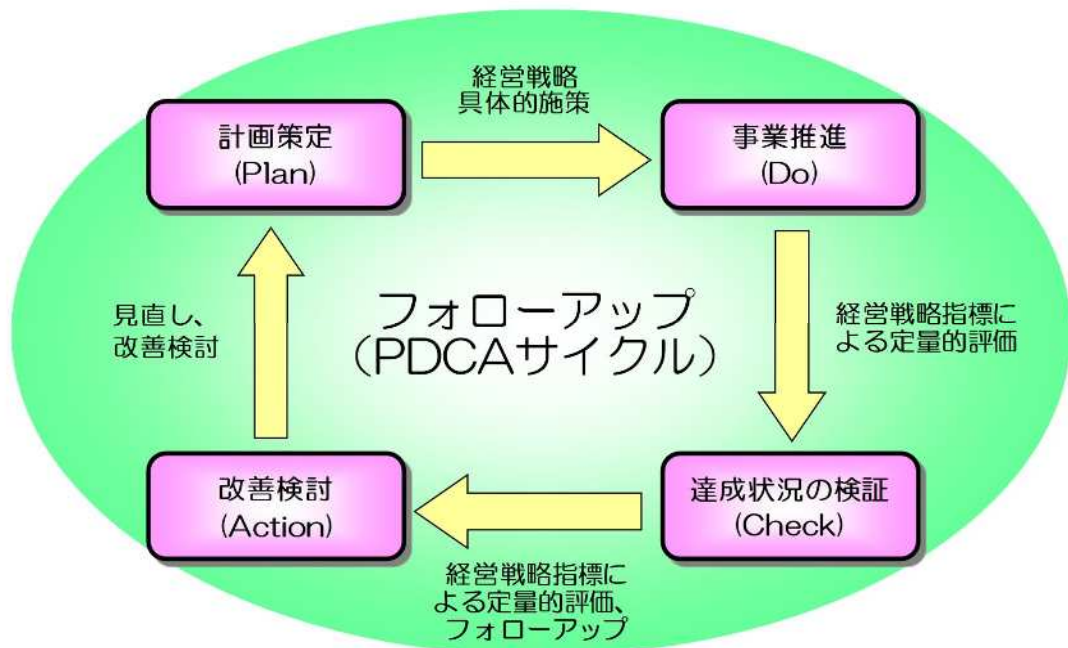 経営戦略
具体的施策
計画策定
(Plan)
事業推進
(Do)
フォローアップ
(PDCAサイクル)
見直し、
改善検討
経営戦略指標に
よる定量的評価
改善検討
(Action)
達成状況の検証
(Check)
経営戦略指標に
よる定量的評価、
フォローアップ